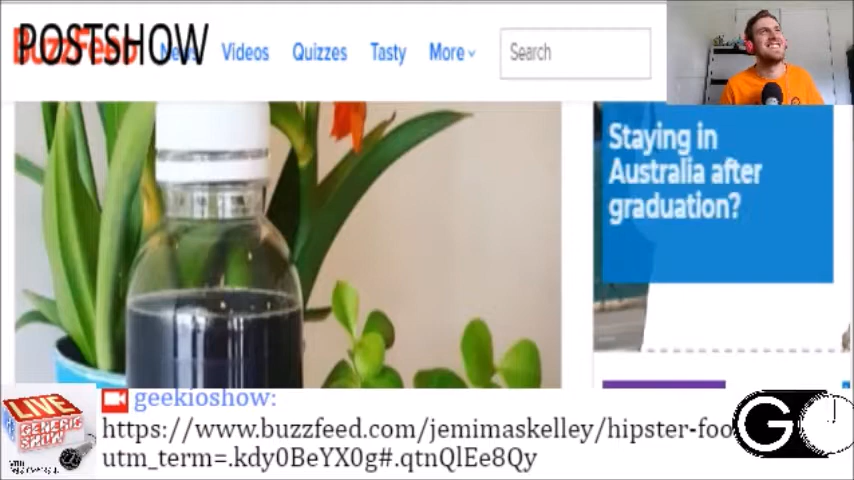 POSTSHOW
BuzzFeed News Videos Quizzes Tasty More Search
Staying in
Australia after
graduation?
geekioshow:
https://www.buzzfeed.com/jemimaskelley/hipster-foo
utm_term=.kdy0BeYX0g#.qtnQlEe8Qy
LIVE
GENERIC
SHOW
G